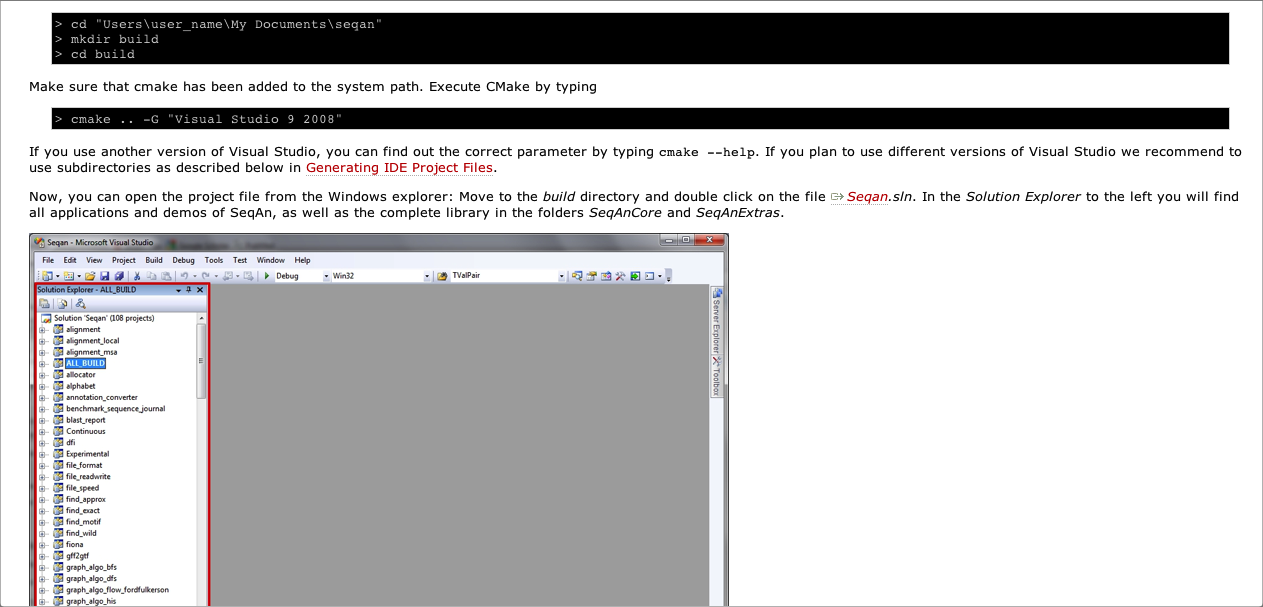 > cd "Users\user_name\My Documents\seqan"
> mkdir build
> cd build
Make sure that cmake has been added to the system path. Execute CMake by typing
> cmake .. -G "Visual Studio 9 2008"
If you use another version of Visual Studio, you can find out the correct parameter by typing cmake --help. If you plan to use different versions of Visual Studio we recommend to
use subdirectories as described below in Generating IDE Project Files.
Now, you can open the project file from the Windows explorer: Move to the build directory and double click on the file Seqan.sln. In the Solution Explorer to the left you will find
all applications and demos of SeqAn, as well as the complete library in the folders SeqAnCore and SeqAnExtras.
Seqan - Microsoft Visual Studio
File Edit View Project Build Debug Tools Test Window Help
Debug Win32 TValPair
Solution Explorer - ALL_BUILD
Solution 'Seqan' (108 projects)
alignment
alignment_local
alignment_msa
ALL_BUILD
allocator
alphabet
annotation_converter
benchmark_sequence_journal
blast_report
Continuous
dfi
Experimental
file_format
file_readwrite
file_speed
find_approx
find_exact
find_motif
find_wild
fiona
gff2gtf
graph_algo_bfs
graph_algo_dfs
graph_algo_flow_fordfulkerson
graph_algo_his
Server Explorer
Toolbox